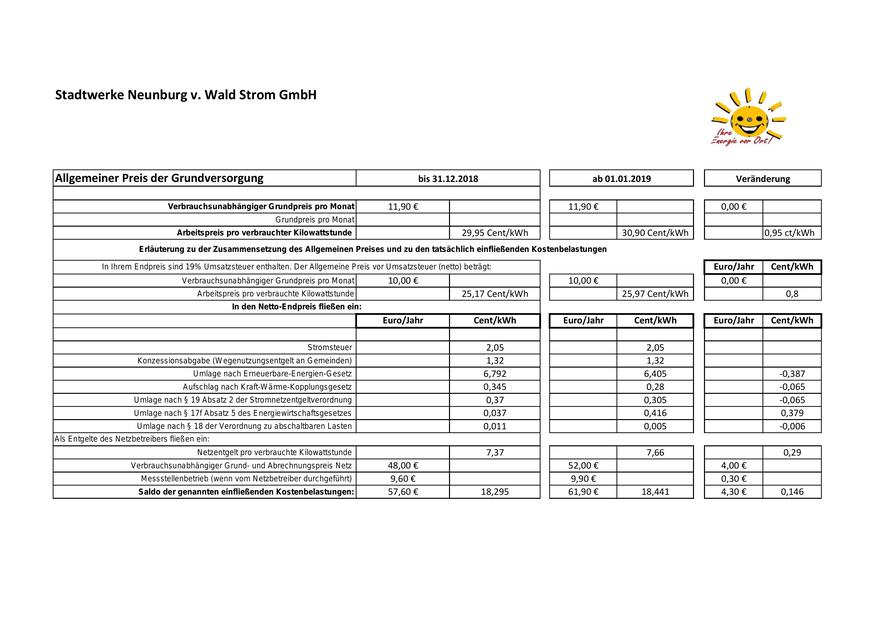 Stadtwerke Neunburg v. Wald Strom GmbH
Ihre
Energie vor Ort!
Allgemeiner Preis der Grundversorgung bis 31.12.2018 ab 01.01.2019 Veränderung
Verbrauchsunabhängiger Grundpreis pro Monat 11,90 € 11,90 € 0,00 €
Grundpreis pro Monat
Arbeitspreis pro verbrauchter Kilowattstunde 29,95 Cent/kWh 30,90 Cent/kWh 0,95 ct/kWh
Erläuterung zu der Zusammensetzung des Allgemeinen Preises und zu den tatsächlich einfließenden Kostenbelastungen
In Ihrem Endpreis sind 19% Umsatzsteuer enthalten. Der Allgemeine Preis vor Umsatzsteuer (netto) beträgt: Euro/Jahr Cent/kWh
Verbrauchsunabhängiger Grundpreis pro Monat 10,00 € 10,00 € 0,00 €
Arbeitspreis pro verbrauchte Kilowattstunde 25,17 Cent/kWh 25,97 Cent/kWh 0,8
In den Netto-Endpreis fließen ein:
Euro/Jahr Cent/kWh Euro/Jahr Cent/kWh Euro/Jahr Cent/kWh
Stromsteuer 2,05 2,05
Konzessionsabgabe (Wegenutzungsentgelt an Gemeinden) 1,32 1,32
Umlage nach Erneuerbare-Energien-Gesetz 6,792 6,405 -0,387
Aufschlag nach Kraft-Wärme-Kopplungsgesetz 0,345 0,28 -0,065
Umlage nach § 19 Absatz 2 der Stromnetzentgeltverordnung 0,37 0,305 -0,065
Umlage nach § 17f Absatz 5 des Energiewirtschaftsgesetzes 0,037 0,416 0,379
Umlage nach § 18 der Verordnung zu abschaltbaren Lasten 0,011 0,005 -0,006
Als Entgelte des Netzbetreibers fließen ein:
Netzentgelt pro verbrauchte Kilowattstunde 7,37 7,66 0,29
Verbrauchsunabhängiger Grund- und Abrechnungspreis Netz 48,00 € 52,00 € 4,00 €
Messstellenbetrieb (wenn vom Netzbetreiber durchgeführt) 9,60 € 9,90 € 0,30 €
Saldo der genannten einfließenden Kostenbelastungen: 57,60 € 18,295 61,90 € 18,441 4,30 € 0,146